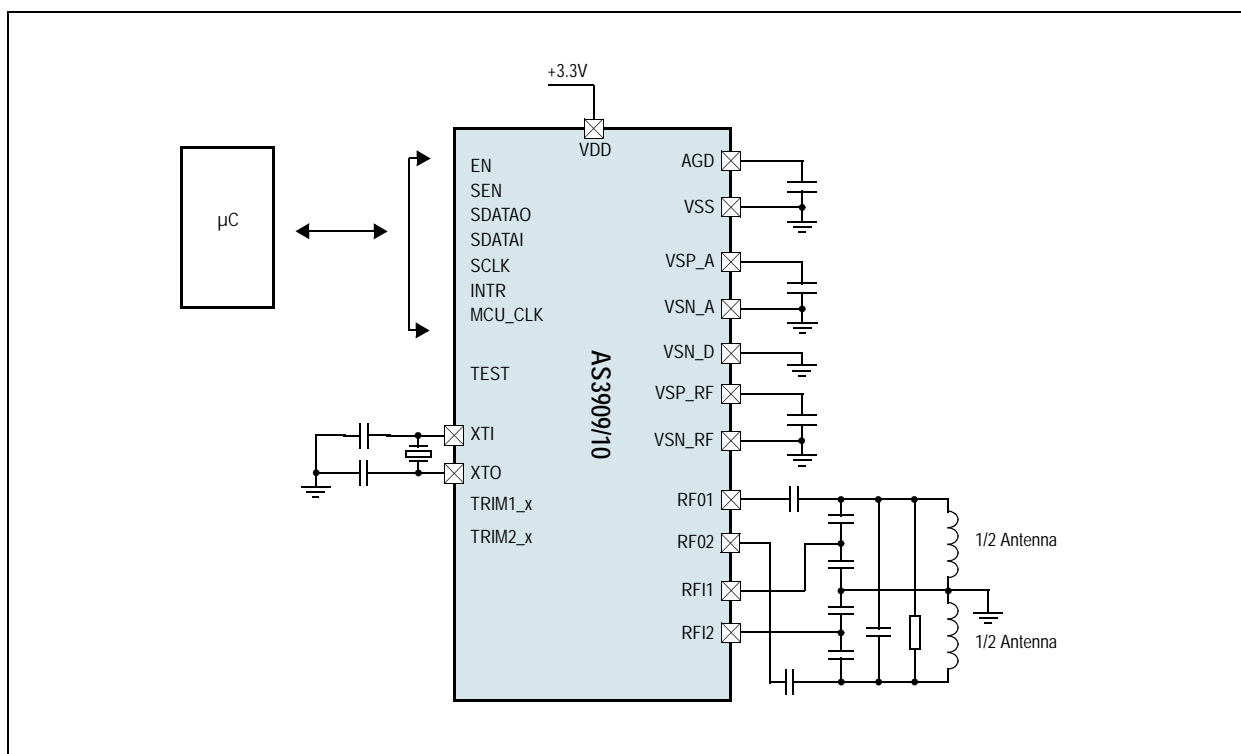 +3.3V
VDD
µC
EN
SEN
SDATAO
SDATAI
SCLK
INTR
MCU_CLK
TEST
XTI
XTO
TRIM1_x
TRIM2_x
AS3909/10
AGD
VSS
VSP_A
VSN_A
VSN_D
VSP_RF
VSN_RF
RF01
RF02
RFI1
RFI2
1/2 Antenna
1/2 Antenna